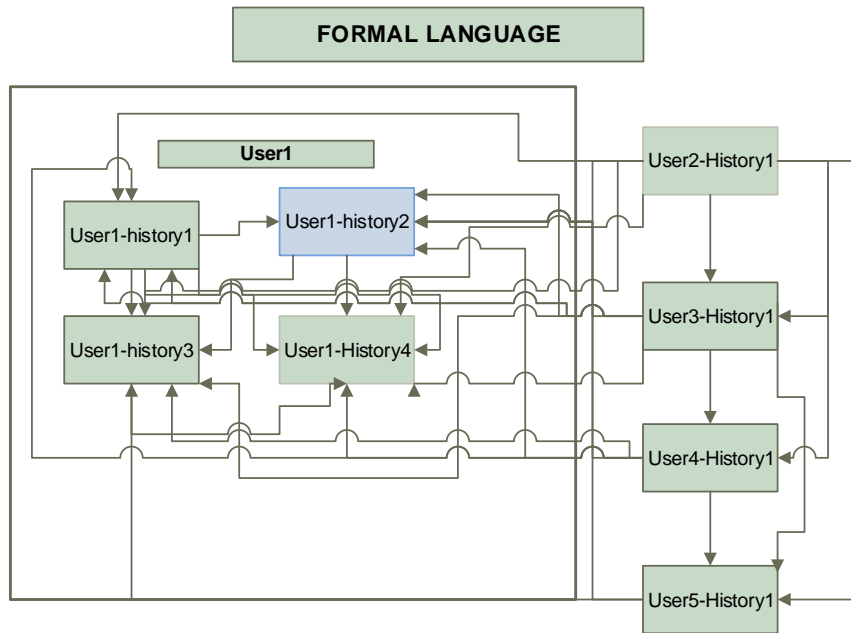 FORMAL LANGUAGE
User1
User2-History1
User1-history1
User1-history2
User3-History1
User1-history3
User1-History4
User4-History1
User5-History1